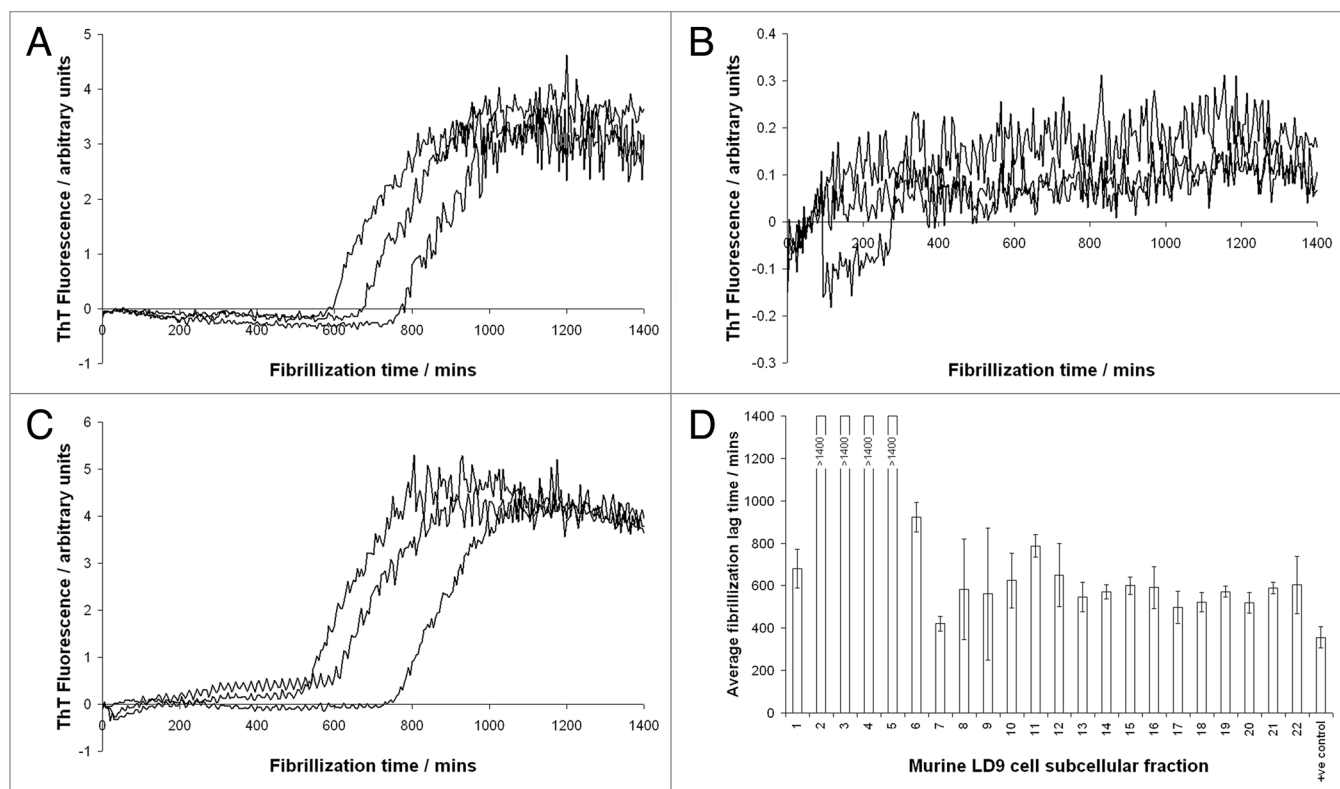 A
ThT Fluorescence / arbitrary units
5
4
3
2
1
0
-1
0 200 400 600 800 1000 1200 1400
Fibrillization time / mins
B
ThT Fluorescence / arbitrary units
0.4
0.3
0.2
0.1
0
-0.1
-0.2
-0.3
0 200 400 600 800 1000 1200 1400
Fibrillization time / mins
C
ThT Fluorescence / arbitrary units
6
5
4
3
2
1
0
-1
0 200 400 600 800 1000 1200 1400
Fibrillization time / mins
D
Average fibrillization lag time / mins
1400
1200
1000
800
600
400
200
0
>1400 >1400 >1400 >1400
1 2 3 4 5 6 7 8 9 10 11 12 13 14 15 16 17 18 19 20 21 22 +ve control
Murine LD9 cell subcellular fraction